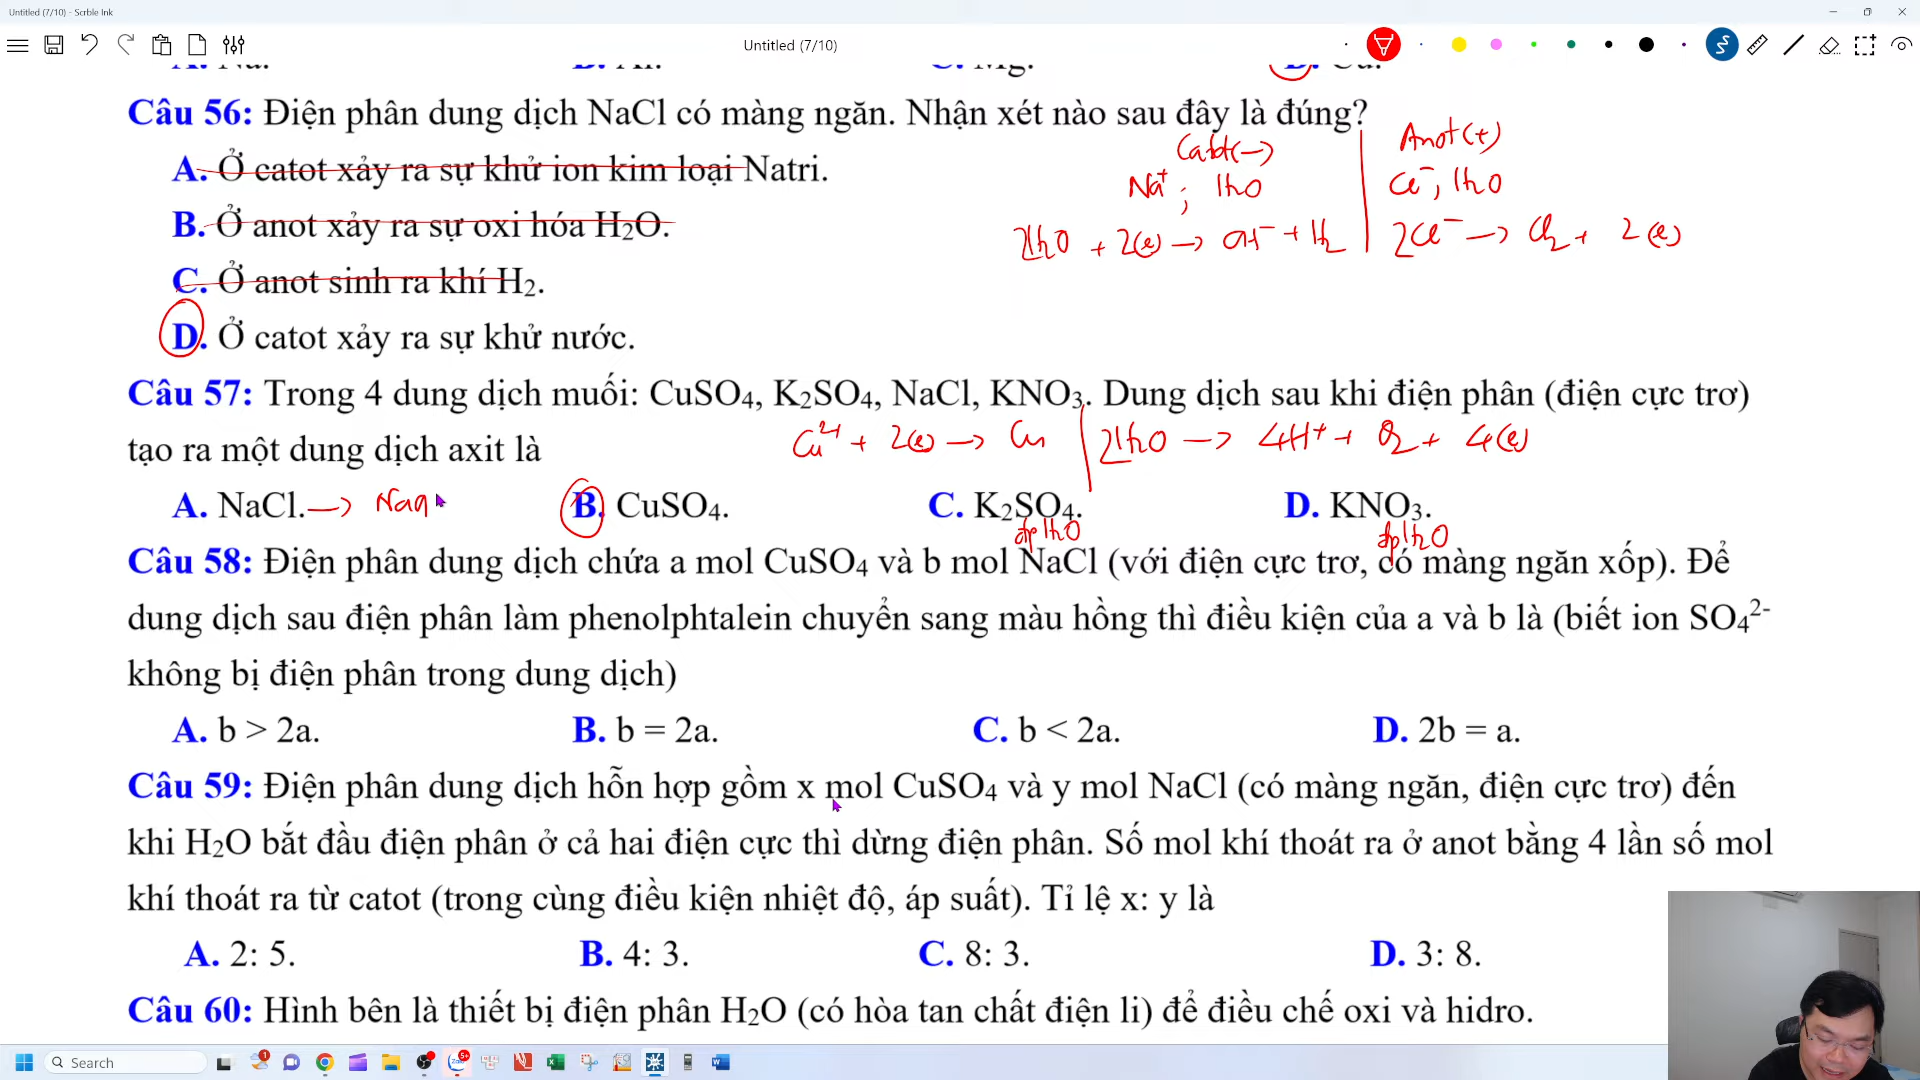 Untitled (7/10) - Scrble Ink
Untitled (7/10)
Câu 56: Điện phân dung dịch NaCl có màng ngăn. Nhận xét nào sau đây là đúng?
A. Ở catot xảy ra sự khử ion kim loại Natri.
B. Ở anot xảy ra sự oxi hóa H₂O.
C. Ở anot sinh ra khí H₂.
D. Ở catot xảy ra sự khử nước.
Catot(-)
Anot(+)
Na⁺; H₂O
Cl⁻, H₂O
2H₂O + 2(e) → OH⁻ + H₂
2Cl⁻ → Cl₂ + 2(e)
Câu 57: Trong 4 dung dịch muối: CuSO₄, K₂SO₄, NaCl, KNO₃. Dung dịch sau khi điện phân (điện cực trơ)
tạo ra một dung dịch axit là
Cu²⁺ + 2(e) → Cu
2H₂O → 4H⁺ + O₂ + 4(e)
A. NaCl. →
B. CuSO₄.
C. K₂SO₄.
D. KNO₃.
đp H₂O
đp H₂O
Câu 58: Điện phân dung dịch chứa a mol CuSO₄ và b mol NaCl (với điện cực trơ, có màng ngăn xốp). Để
dung dịch sau điện phân làm phenolphtalein chuyển sang màu hồng thì điều kiện của a và b là (biết ion SO₄²⁻
không bị điện phân trong dung dịch)
A. b > 2a.
B. b = 2a.
C. b < 2a.
D. 2b = a.
Câu 59: Điện phân dung dịch hỗn hợp gồm x mol CuSO₄ và y mol NaCl (có màng ngăn, điện cực trơ) đến
khi H₂O bắt đầu điện phân ở cả hai điện cực thì dừng điện phân. Số mol khí thoát ra ở anot bằng 4 lần số mol
khí thoát ra từ catot (trong cùng điều kiện nhiệt độ, áp suất). Tỉ lệ x: y là
A. 2: 5.
B. 4: 3.
C. 8: 3.
D. 3: 8.
Câu 60: Hình bên là thiết bị điện phân H₂O (có hòa tan chất điện li) để điều chế oxi và hidro.
Search